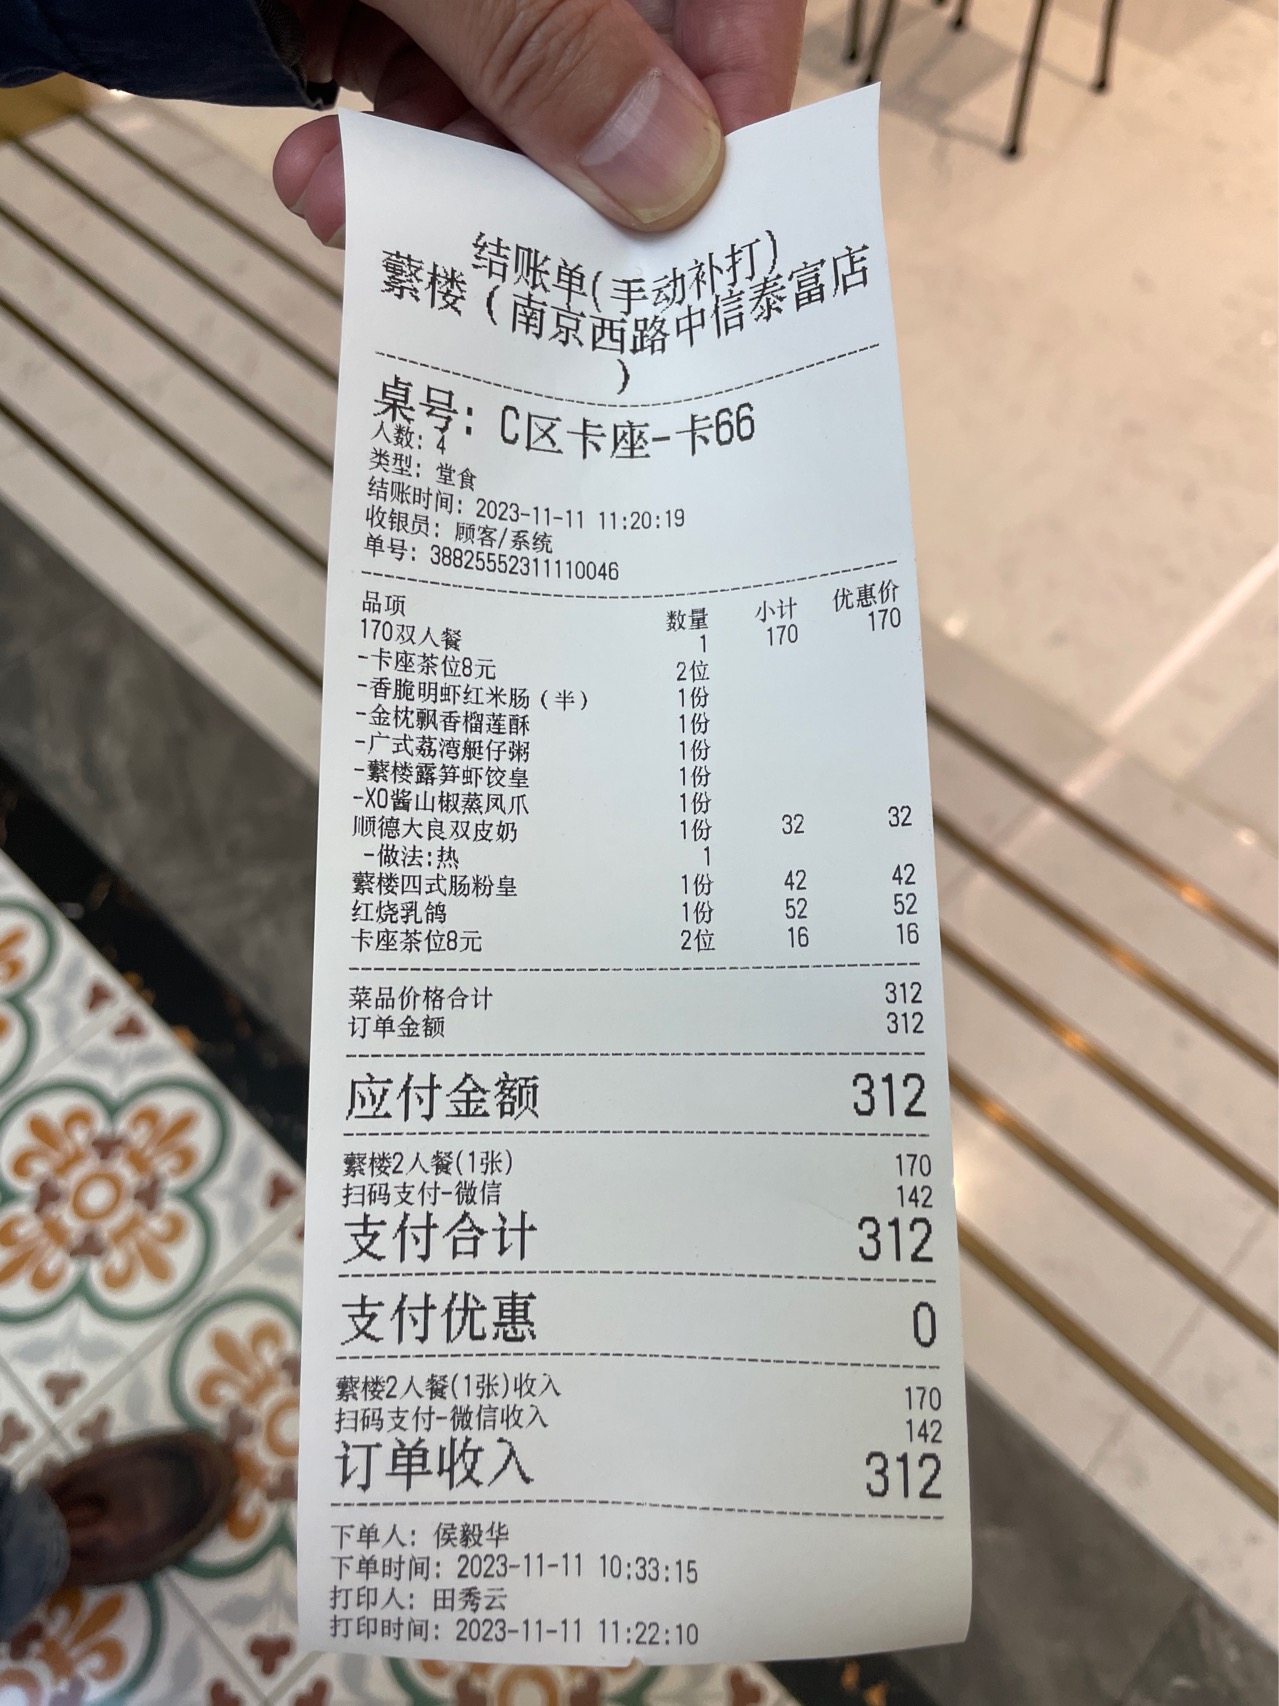 结账单(手动补打)
蘩楼（南京西路中信泰富店
）
桌号: C区卡座-卡66
人数: 4
类型: 堂食
结账时间: 2023-11-11 11:20:19
收银员: 顾客/系统
单号: 38825552311110046
品项 数量 小计 优惠价
170双人餐 1 170 170
-卡座茶位8元 2位
-香脆明虾红米肠（半） 1份
-金枕飘香榴莲酥 1份
-广式荔湾艇仔粥 1份
-蘩楼露笋虾饺皇 1份
-XO酱山椒蒸凤爪 1份
顺德大良双皮奶 1份 32 32
-做法:热 1
蘩楼四式肠粉皇 1份 42 42
红烧乳鸽 1份 52 52
卡座茶位8元 2位 16 16
菜品价格合计 312
订单金额 312
应付金额 312
蘩楼2人餐(1张) 170
扫码支付-微信 142
支付合计 312
支付优惠 0
蘩楼2人餐(1张)收入 170
扫码支付-微信收入 142
订单收入 312
下单人: 侯毅华
下单时间: 2023-11-11 10:33:15
打印人: 田秀云
打印时间: 2023-11-11 11:22:10